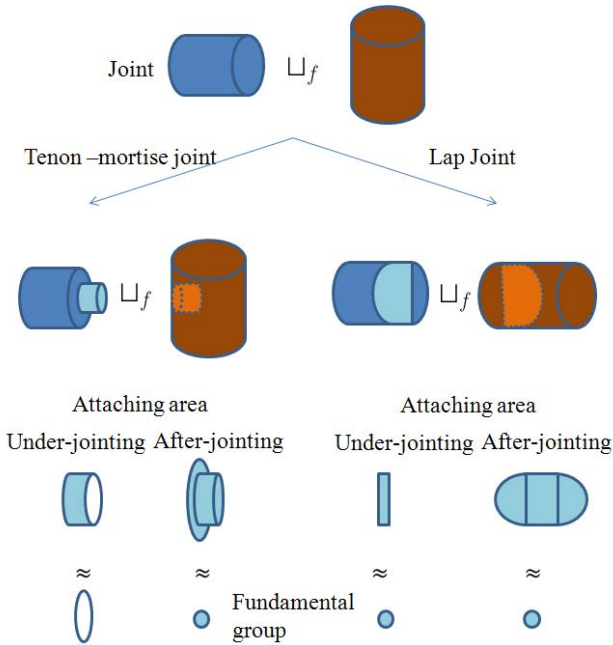 Joint ⊔f
Tenon –mortise joint
Lap Joint
⊔f ⊔f
Attaching area
Attaching area
Under-jointing After-jointing
Under-jointing After-jointing
≈ ≈ ≈ ≈
Fundamental
group